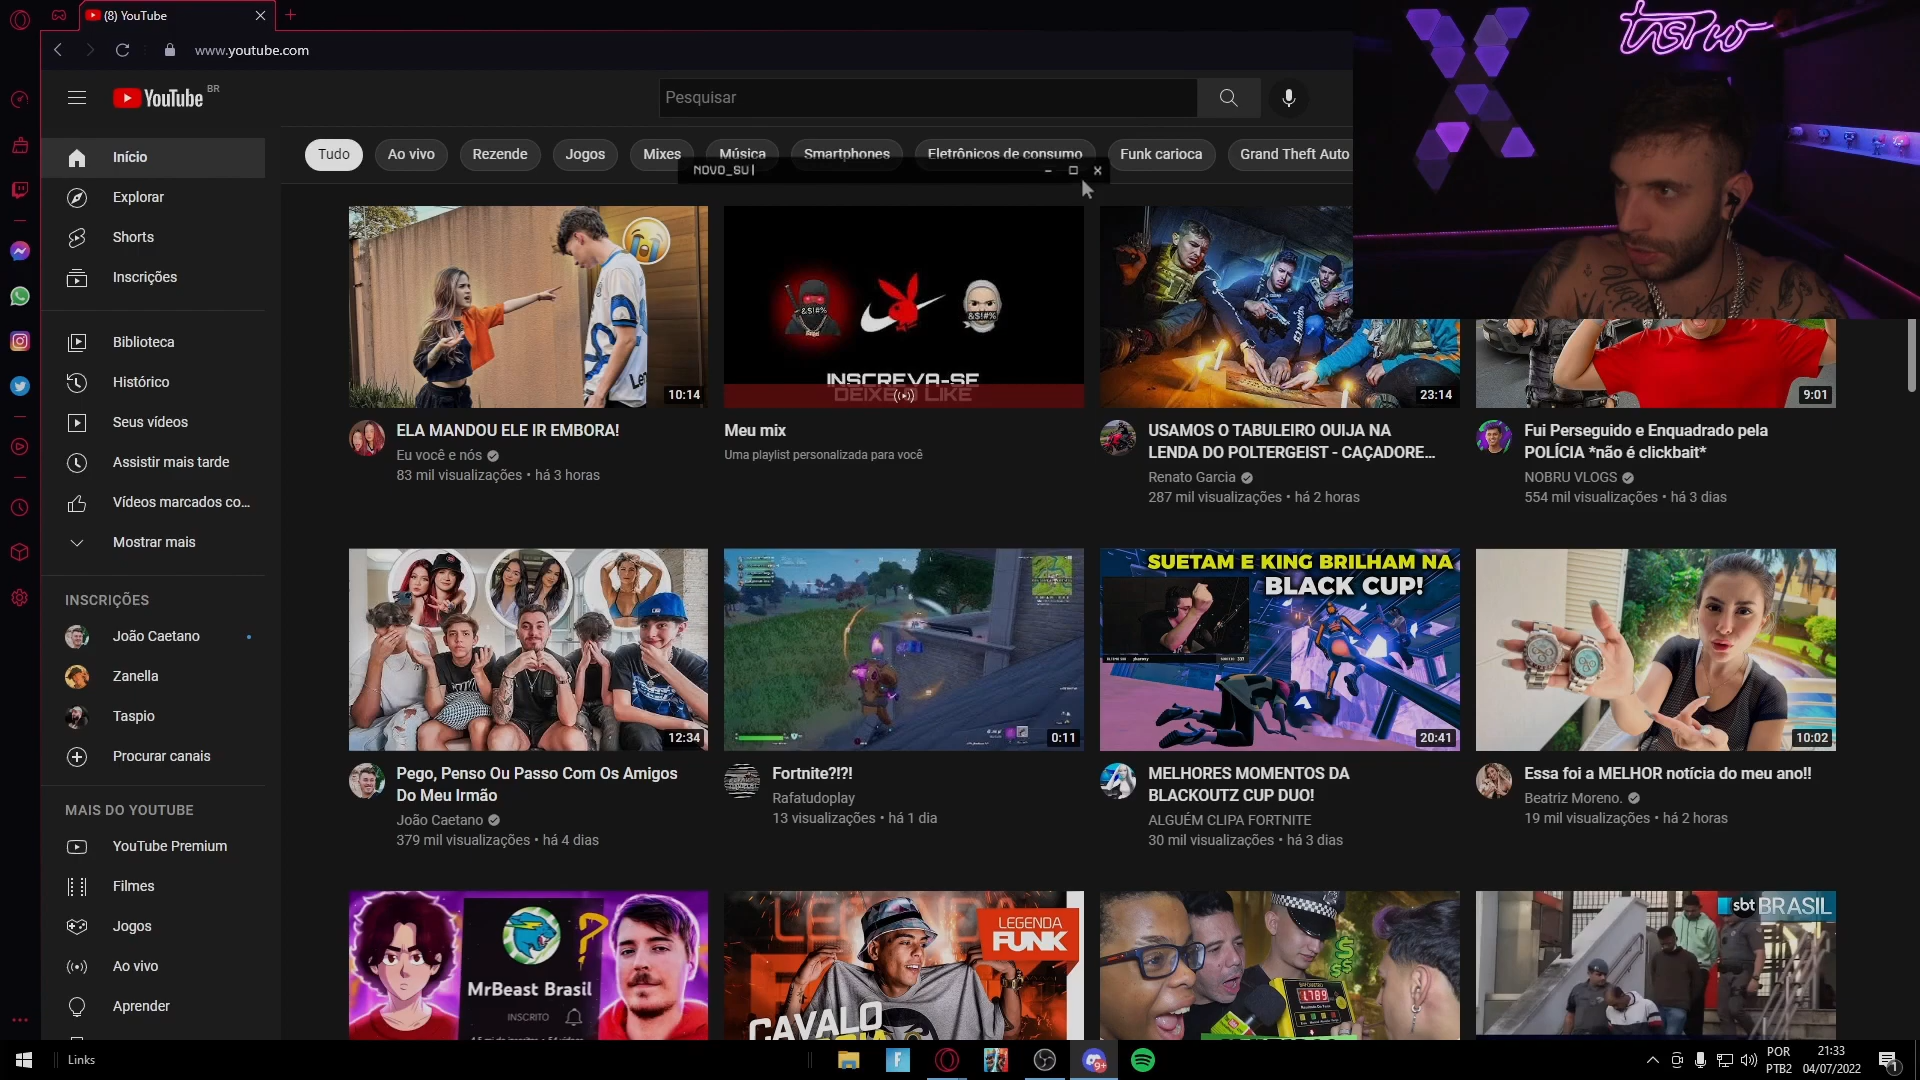 (8) YouTube
www.youtube.com
YouTube BR
Pesquisar
Tudo
Ao vivo
Rezende
Jogos
Mixes
Música
Smartphones
Eletrônicos de consumo
Funk carioca
Grand Theft Auto
NOVO_SU
Início
Explorar
Shorts
Inscrições
Biblioteca
Histórico
Seus vídeos
Assistir mais tarde
Vídeos marcados co...
Mostrar mais
INSCRIÇÕES
João Caetano
Zanella
Taspio
Procurar canais
MAIS DO YOUTUBE
YouTube Premium
Filmes
Jogos
Ao vivo
Aprender
10:14
ELA MANDOU ELE IR EMBORA!
Eu você e nós
83 mil visualizações • há 3 horas
&$!#%
&$!#%
INSCREVA-SE
DEIXE O LIKE
Meu mix
Uma playlist personalizada para você
23:14
USAMOS O TABULEIRO OUIJA NA
LENDA DO POLTERGEIST - CAÇADORE...
Renato Garcia
287 mil visualizações • há 2 horas
9:01
Fui Perseguido e Enquadrado pela
POLÍCIA *não é clickbait*
NOBRU VLOGS
554 mil visualizações • há 3 dias
12:34
Pego, Penso Ou Passo Com Os Amigos
Do Meu Irmão
João Caetano
379 mil visualizações • há 4 dias
0:11
Fortnite?!?!
Rafatudoplay
13 visualizações • há 1 dia
SUETAM E KING BRILHAM NA
BLACK CUP!
20:41
MELHORES MOMENTOS DA
BLACKOUTZ CUP DUO!
ALGUÉM CLIPA FORTNITE
30 mil visualizações • há 3 dias
10:02
Essa foi a MELHOR notícia do meu ano!!
Beatriz Moreno.
19 mil visualizações • há 2 horas
MrBeast Brasil
INSCRITO
LEGENDA
FUNK
CAVALO
1789
sbt BRASIL
Links
9+
POR
PTB2
21:33
04/07/2022
1